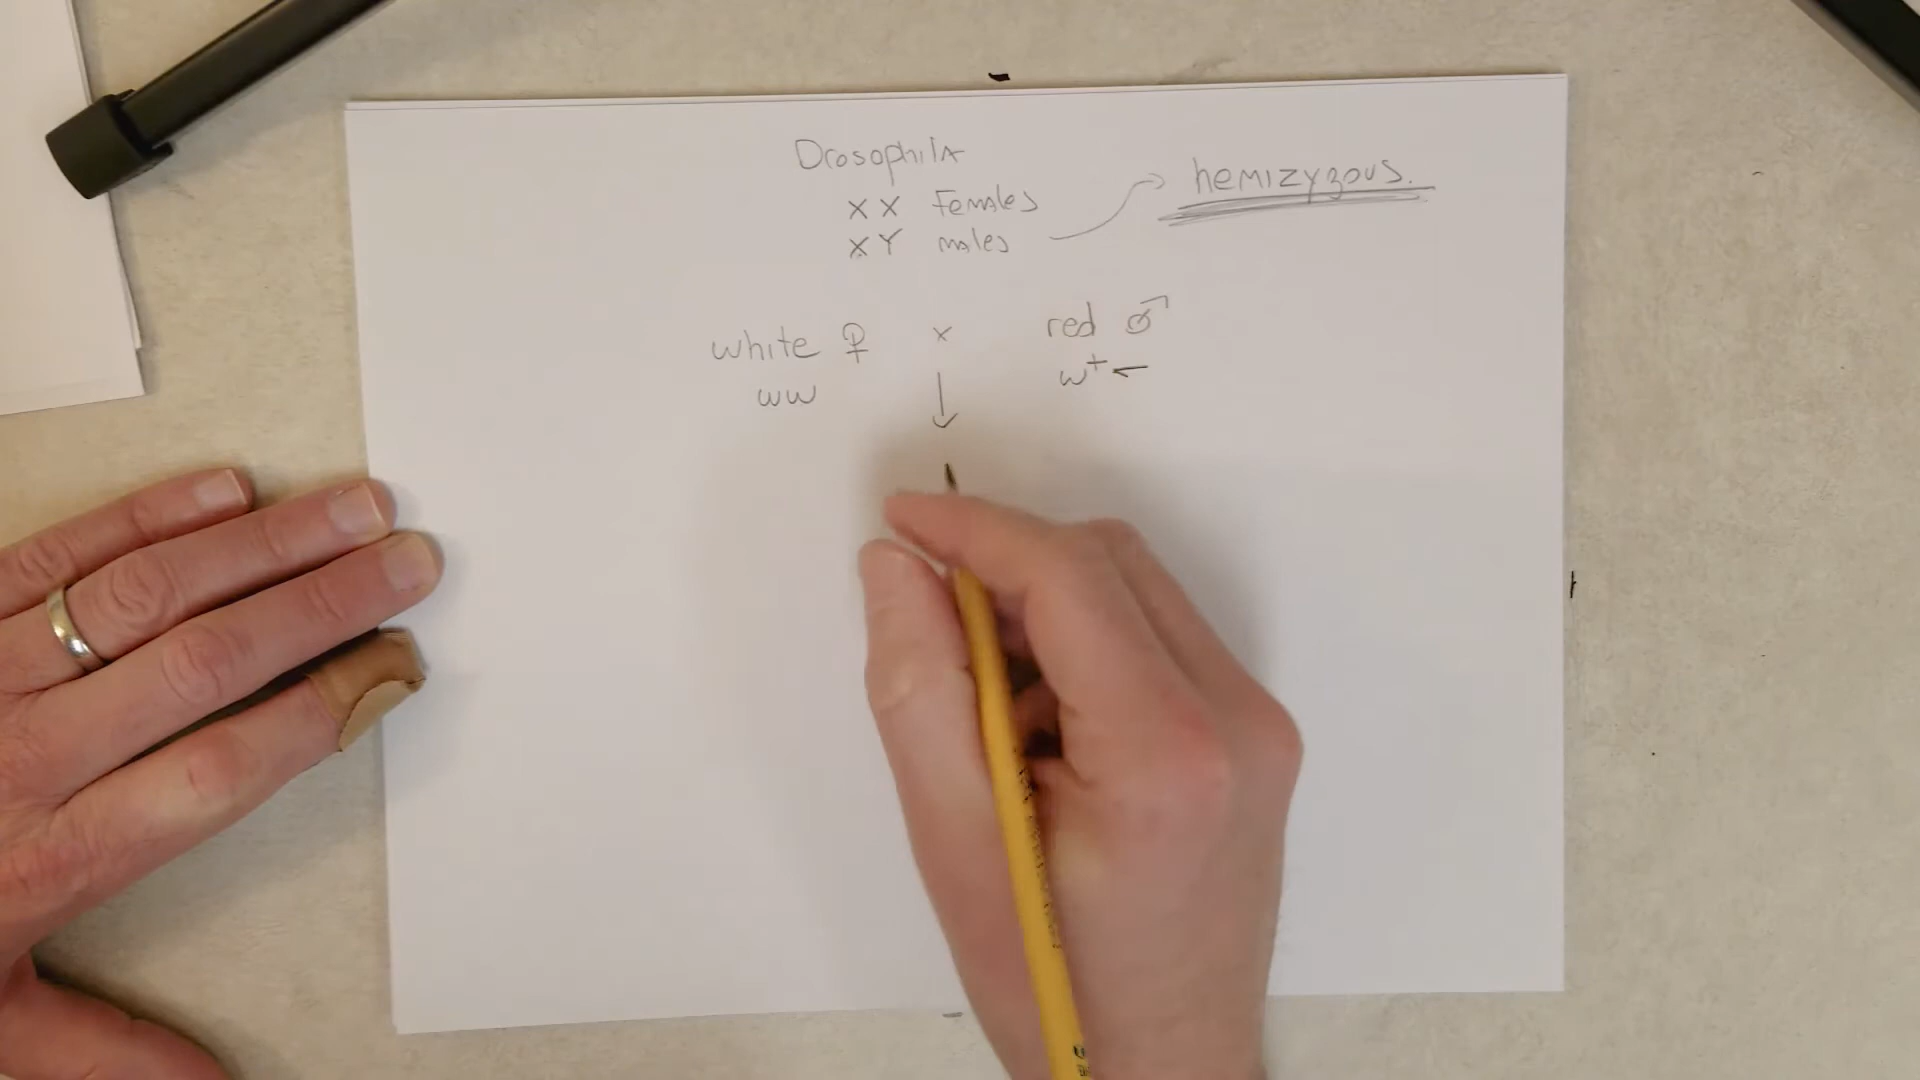 Drosophila
XX Females
XY males
hemizygous.
white ♀ x red ♂
ww w⁺ ←
↓